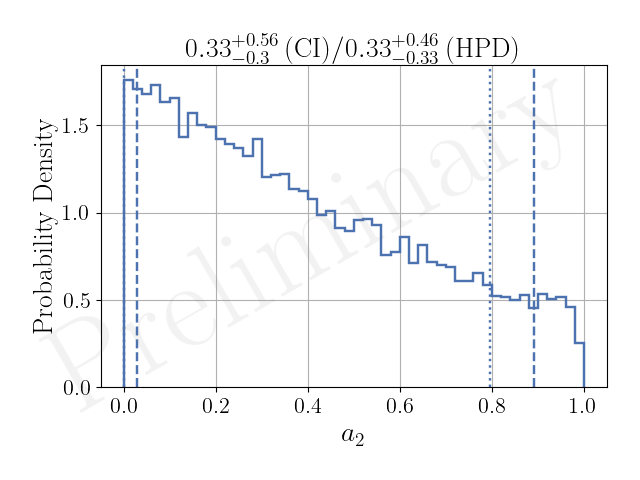 0.33^{+0.56}_{-0.3} (CI)/0.33^{+0.46}_{-0.33} (HPD)
Probability Density
1.5
1.0
0.5
0.0
Preliminary
0.0 0.2 0.4 0.6 0.8 1.0
a_2